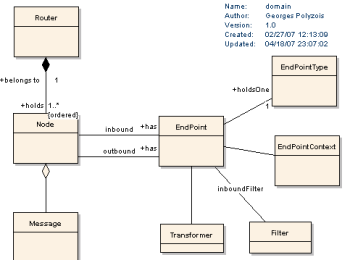 Name: domain
Author: Georges Polyzois
Version: 1.0
Created: 02/27/07 12:13:09
Updated: 04/18/07 23:07:02
Router
+belongs to 1
+holds 1..*
{ordered}
Node
inbound +has
outbound +has
EndPoint
+holdsOne
1
EndPointType
EndPointContext
inboundFilter
Message
Transformer
Filter